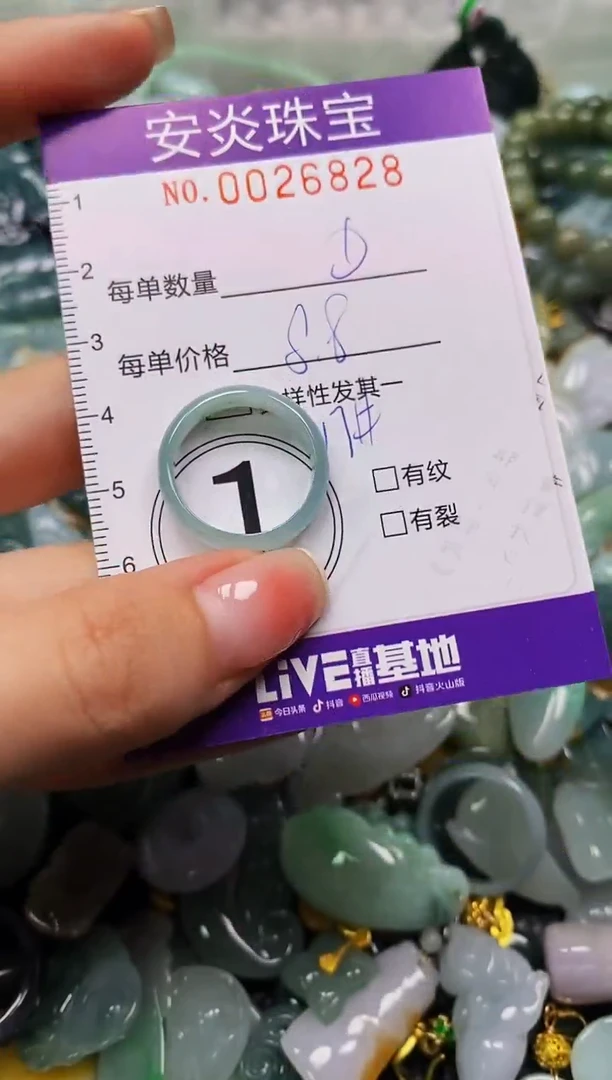 安炎珠宝
NO.0026828
1
2
3
4
5
6
每单数量 D
每单价格 8.8
样性发其一
17#
1
□有纹
□有裂
LiVE直播基地
今日头条 抖音 西瓜视频 抖音火山版